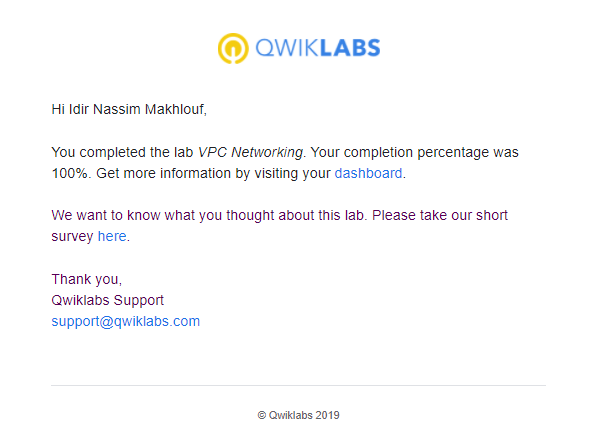 QWIKLABS
Hi Idir Nassim Makhlouf,
You completed the lab VPC Networking. Your completion percentage was
100%. Get more information by visiting your dashboard.
We want to know what you thought about this lab. Please take our short
survey here.
Thank you,
Qwiklabs Support
support@qwiklabs.com
© Qwiklabs 2019